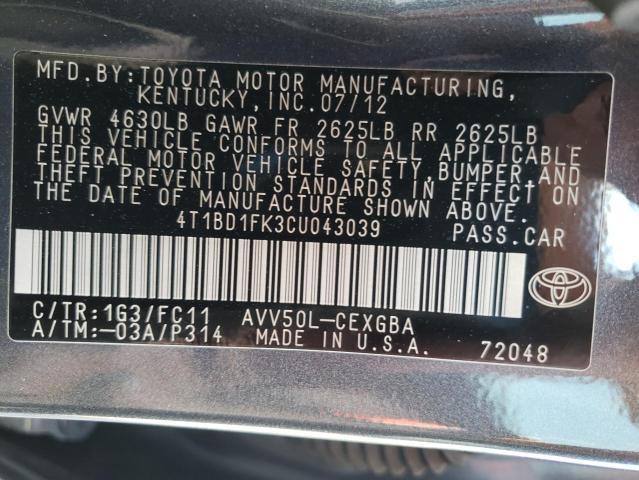 MFD.BY:TOYOTA MOTOR MANUFACTURING,
KENTUCKY, INC.07/12
GVWR 4630LB GAWR FR 2625LB RR 2625LB
THIS VEHICLE CONFORMS TO ALL APPLICABLE
FEDERAL MOTOR VEHICLE SAFETY, BUMPER AND
THEFT PREVENTION STANDARDS IN EFFECT ON
THE DATE OF MANUFACTURE SHOWN ABOVE.
4T1BD1FK3CU043039 PASS.CAR
C/TR:1G3/FC11 AVV50L-CEXGBA
A/TM:-03A/P314 MADE IN U.S.A. 72048